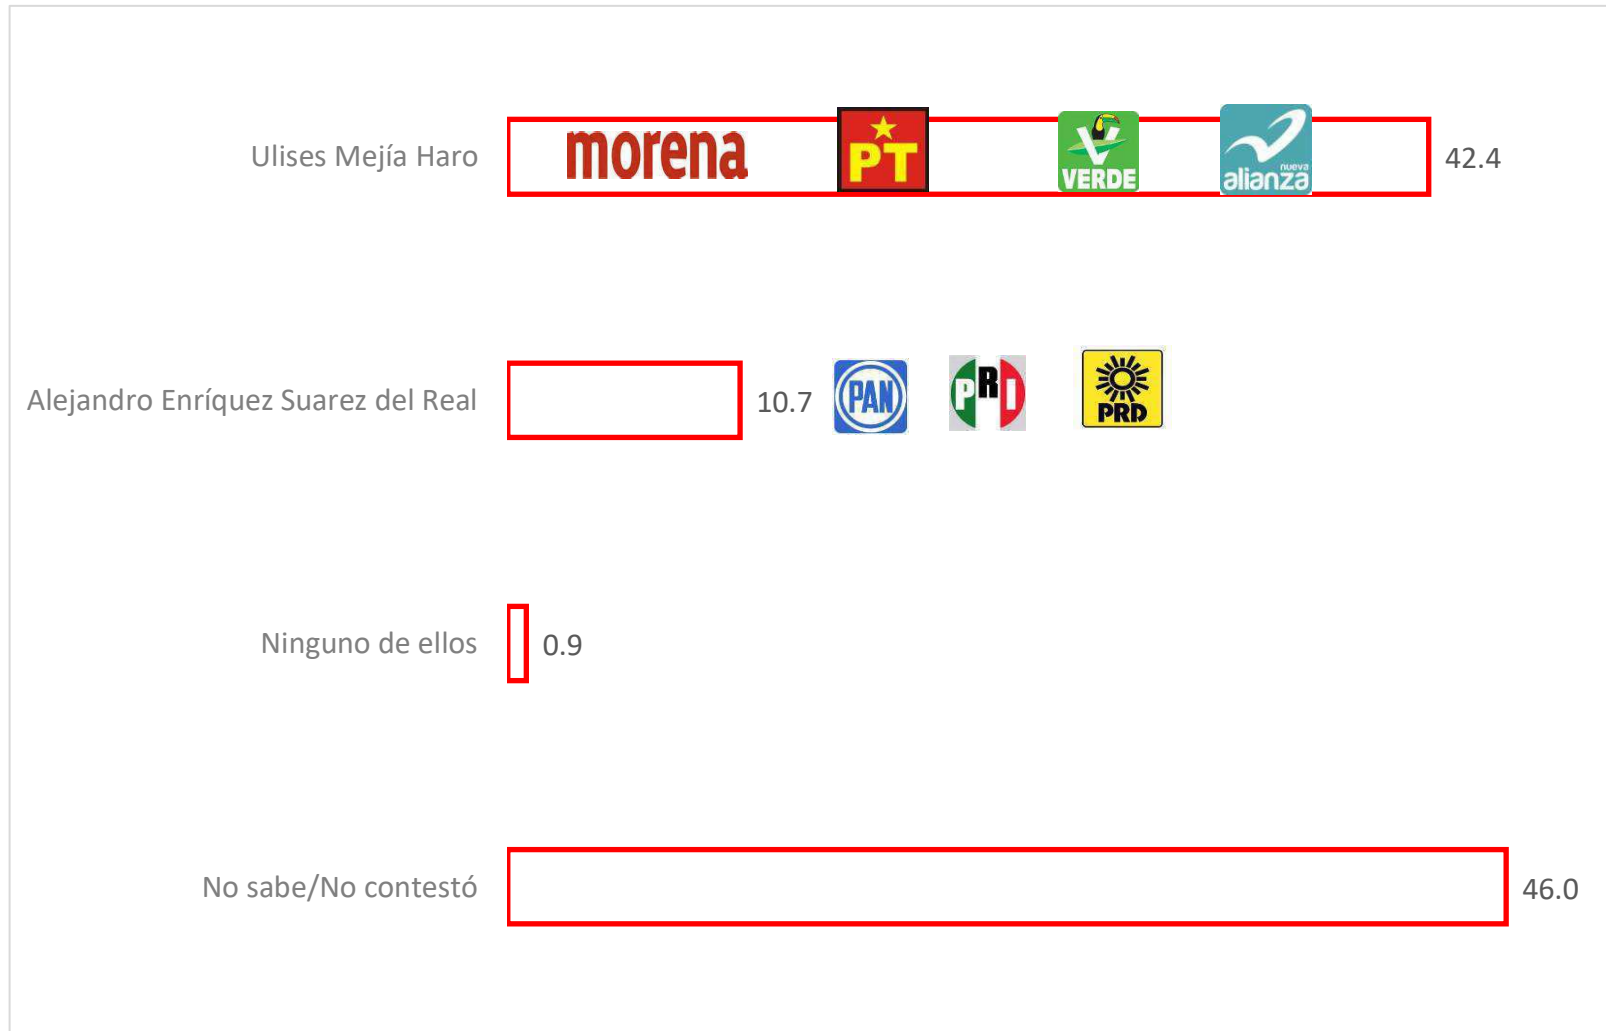 Ulises Mejía Haro
morena
PT
VERDE
nueva
alianza
42.4
Alejandro Enríquez Suarez del Real
10.7
PAN
PRI
PRD
Ninguno de ellos
0.9
No sabe/No contestó
46.0